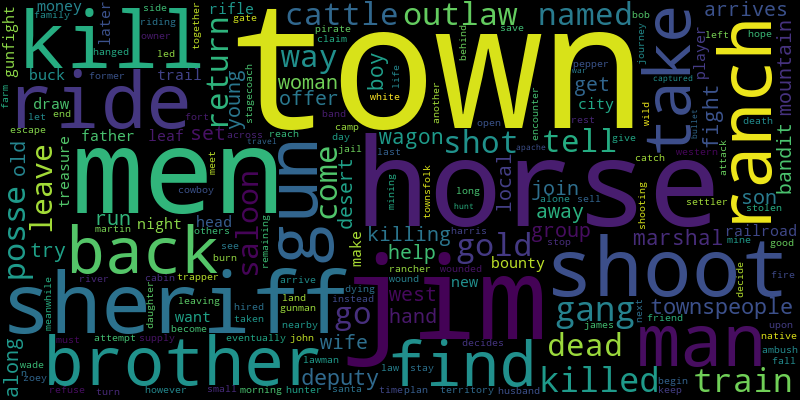 family
money
side
riding
together
rifle
gate
cattle
outlaw
named
arrives
gunfight
kill
later
hanged
owner
led
return
young
stagecoach
town
way
woman
offer
boy
pirate
claim
bob
journey
save
behind
pepper
war
get
city
take
left
hope
player
fight
mountain
ranch
buck
former
trail
ride
draw
white
life
another
encounter
wild
captured
bullet
death
bandit
farm
let
end
fort
escape
father
leaf
set
across
reach
band
camp
day
wagon
shot
open
rest
apache
tell
give
western
attack
catch
old
leave
treasure
men
meet
travel
gun
come
desert
jail
last
horse
local
shooting
settler
posse
cowboy
run
night
martin
saloon
head
others
see
burn
remaining
mining
townsfolk
long
hunt
join
alone
sell
away
son
stolen
railroad
marshal
mine
good
try
back
make
killing
help
harris
group
stop
gold
shoot
decide
fire
meanwhile
river
cabin
trapper
rancher
wounded
bounty
sheriff
daughter
arrive
leaving
want
become
hired
taken
land
gunman
nearby
go
dying
instead
west
hand
new
jim
gang
townspeople
james
friend
next
upon
native
along
wade
n
zoey
attempt
supply
brother
eventually
john
wife
lawman
decides
find
dead
man
ambush
fall
must
deputy
law
stay
killed
train
begin
keep
refuse
turn
however
small
morning
hunter
santa
timeplan
territory
husband